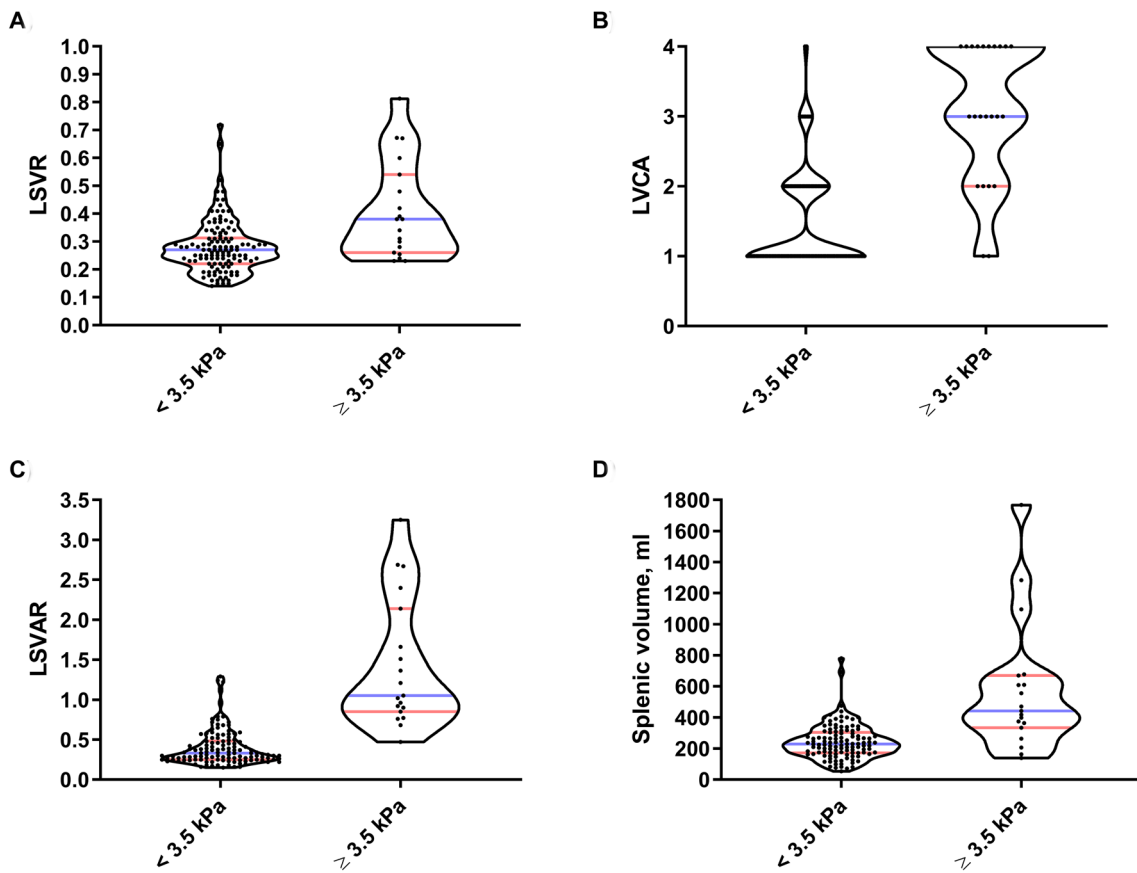 A
LSVR
1.0
0.9
0.8
0.7
0.6
0.5
0.4
0.3
0.2
0.1
0.0
< 3.5 kPa
≥ 3.5 kPa
B
LVCA
4
3
2
1
0
< 3.5 kPa
≥ 3.5 kPa
C
LSVAR
3.5
3.0
2.5
2.0
1.5
1.0
0.5
0.0
< 3.5 kPa
≥ 3.5 kPa
D
Splenic volume, ml
1800
1600
1400
1200
1000
800
600
400
200
0
< 3.5 kPa
≥ 3.5 kPa